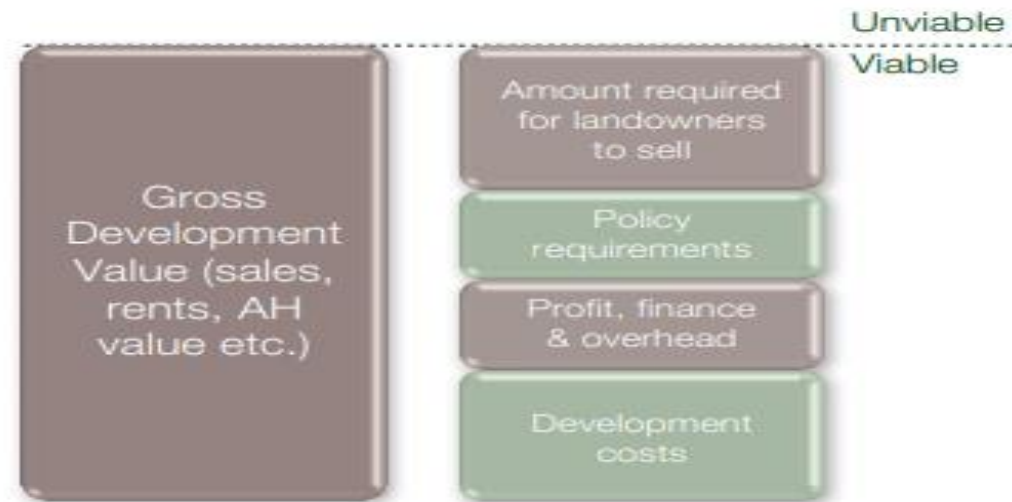 Unviable
Viable
Gross
Development
Value (sales,
rents, AH
value etc.)
Amount required
for landowners
to sell
Policy
requirements
Profit, finance
& overhead
Development
costs